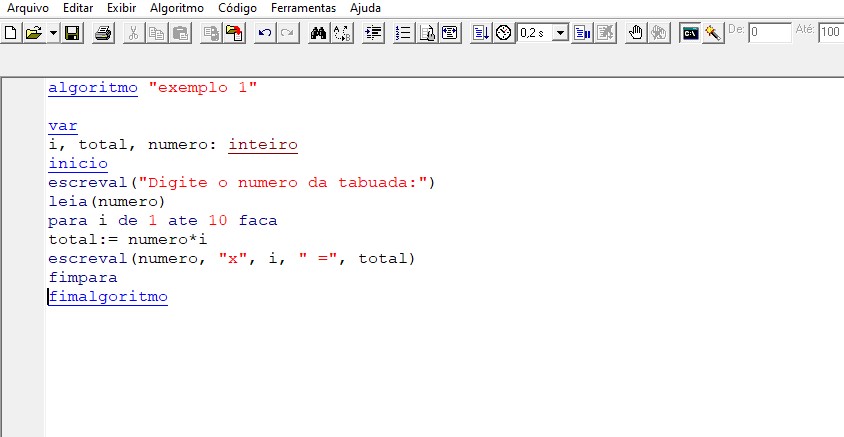 Arquivo Editar Exibir Algoritmo Código Ferramentas Ajuda
0,2 s De: 0 Até: 100
algoritmo "exemplo 1"
var
i, total, numero: inteiro
inicio
escreval("Digite o numero da tabuada:")
leia(numero)
para i de 1 ate 10 faca
total:= numero*i
escreval(numero, "x", i, " =", total)
fimpara
fimalgoritmo